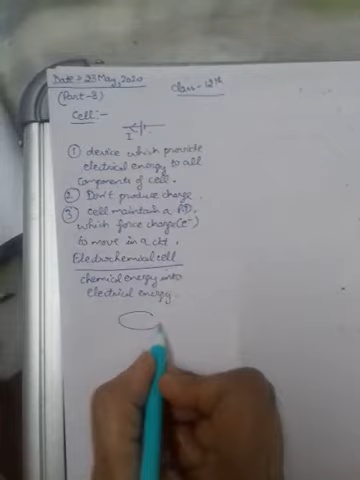 Date → 23 May, 2020
Class - 12th
(Part-3)
Cell :-
I
① device which provide
electrical energy to all
components of cell.
② Don't produce charge.
③ Cell maintain a P.D.
which force charge(e⁻)
to move in a ckt.
Electrochemical cell
chemical energy into
electrical energy.